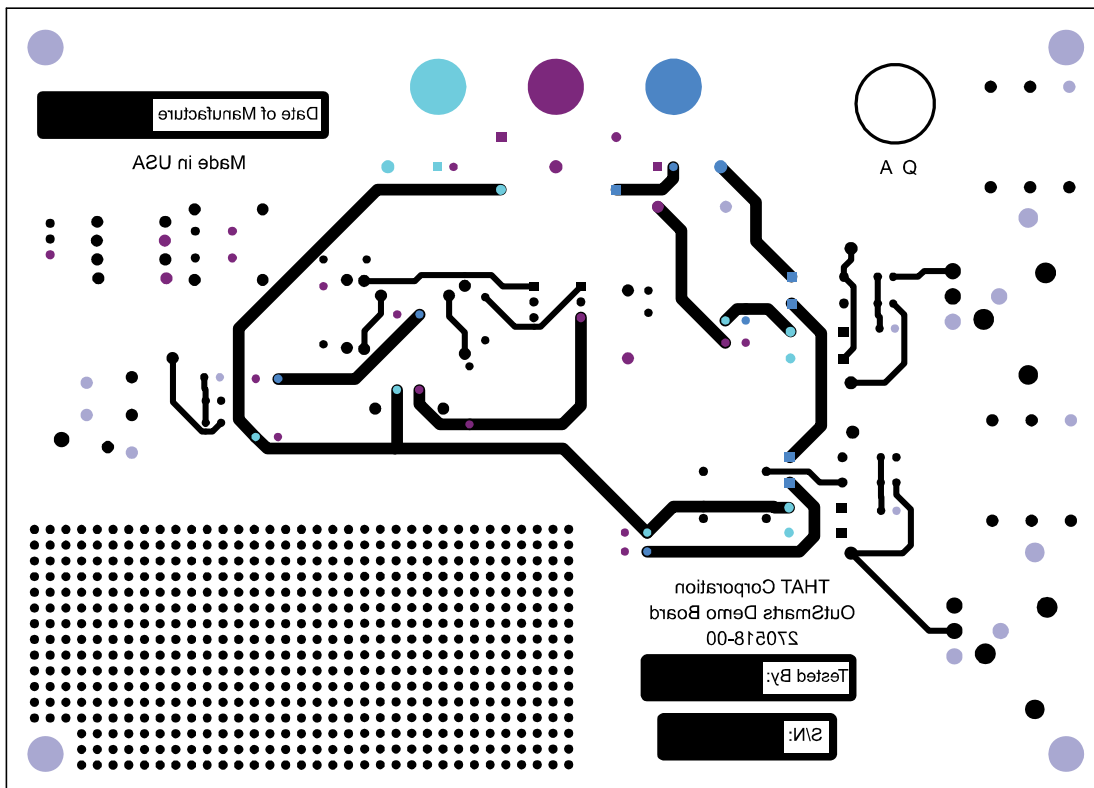 Date of Manufacture
Made in USA
Q A
THAT Corporation
OutSmarts Demo Board
270518-00
Tested By:
S/N: